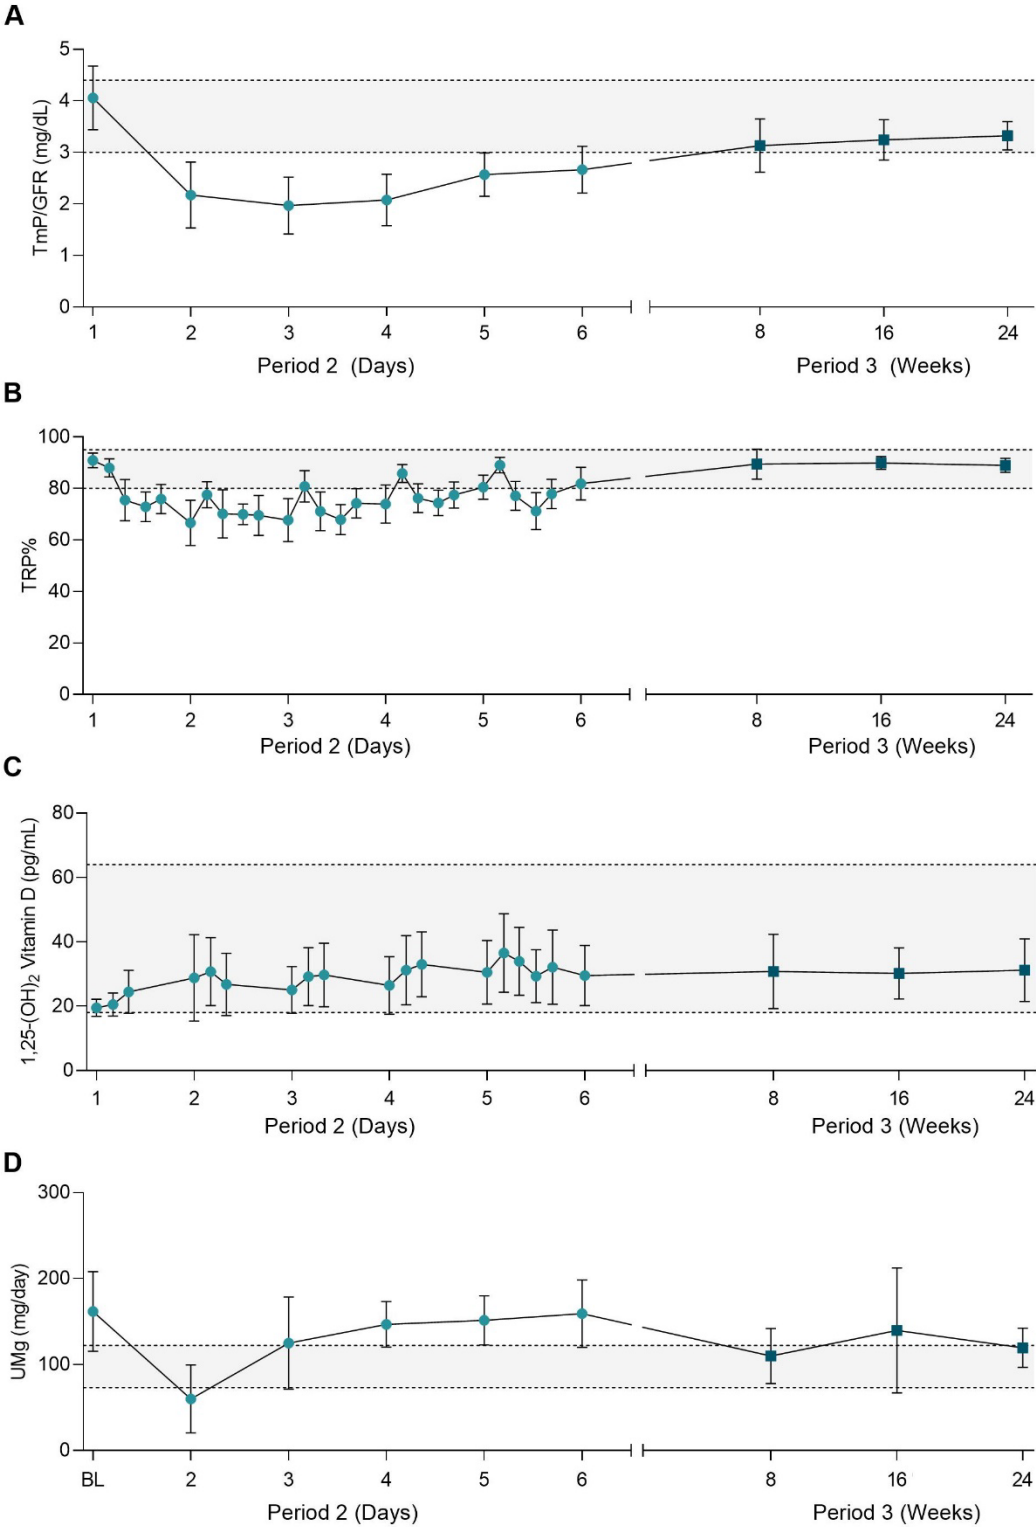 A
TmP/GFR (mg/dL)
5
4
3
2
1
0
1 2 3 4 5 6 8 16 24
Period 2 (Days) Period 3 (Weeks)
B
TRP%
100
80
60
40
20
0
1 2 3 4 5 6 8 16 24
Period 2 (Days) Period 3 (Weeks)
C
1,25-(OH)₂ Vitamin D (pg/mL)
80
60
40
20
0
1 2 3 4 5 6 8 16 24
Period 2 (Days) Period 3 (Weeks)
D
UMg (mg/day)
300
200
100
0
BL 2 3 4 5 6 8 16 24
Period 2 (Days) Period 3 (Weeks)